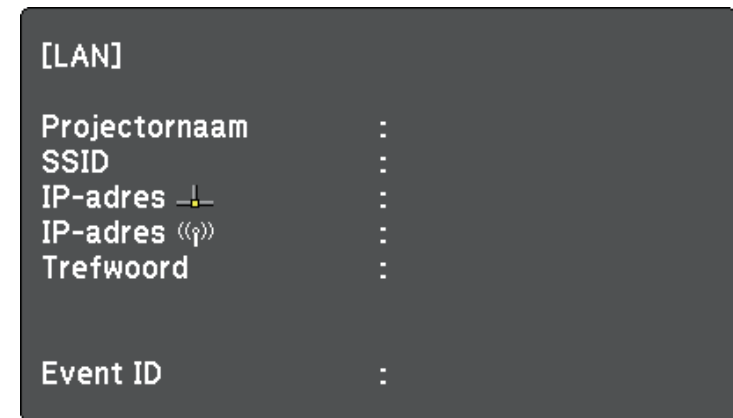 [LAN]
Projectornaam :
SSID :
IP-adres :
IP-adres :
Trefwoord :
Event ID :